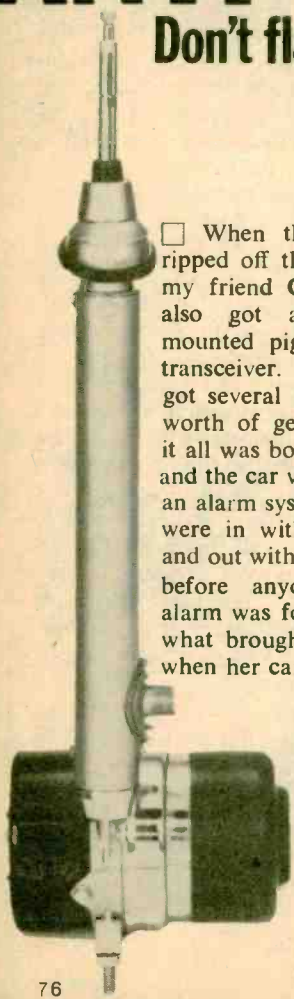 Don't fl
☐ When th
ripped off th
my friend C
also got a
mounted pig
transceiver.
got several
worth of ge
it all was bo
and the car v
an alarm sys
were in wit
and out with
before anyo
alarm was fo
what brough
when her ca
76